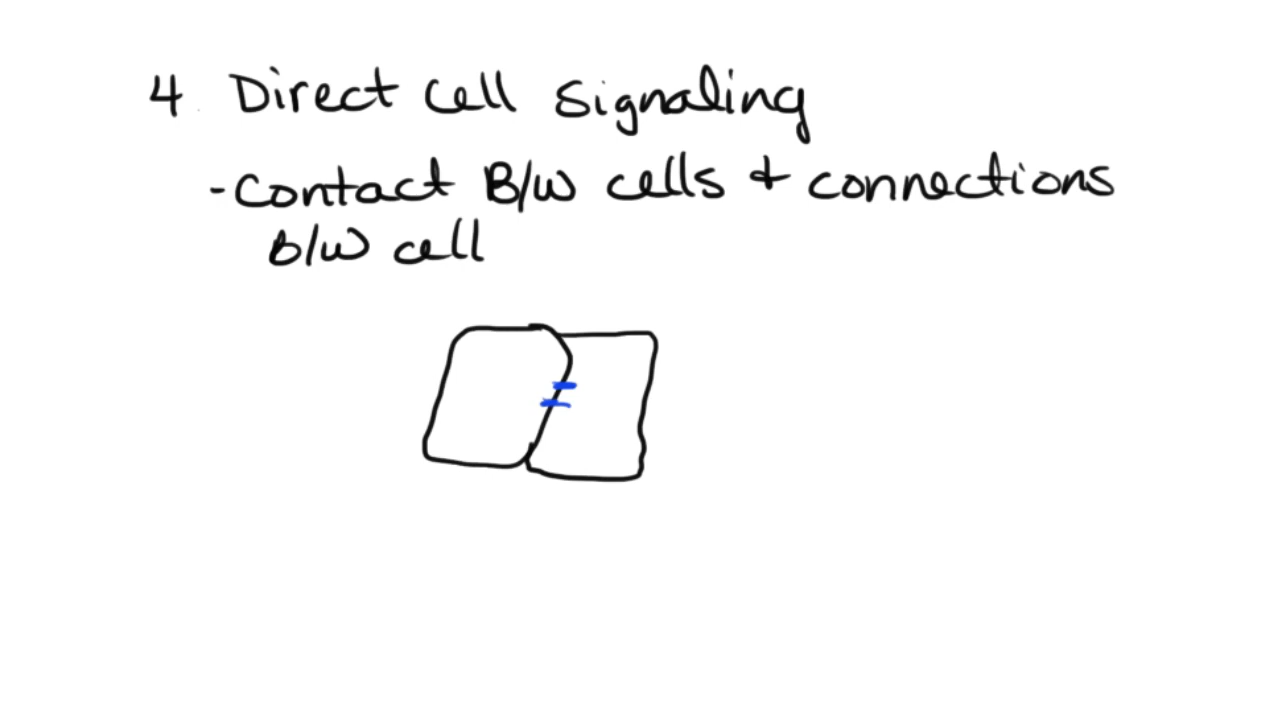 4. Direct cell signaling
- Contact B/w cells + connections
B/w cell